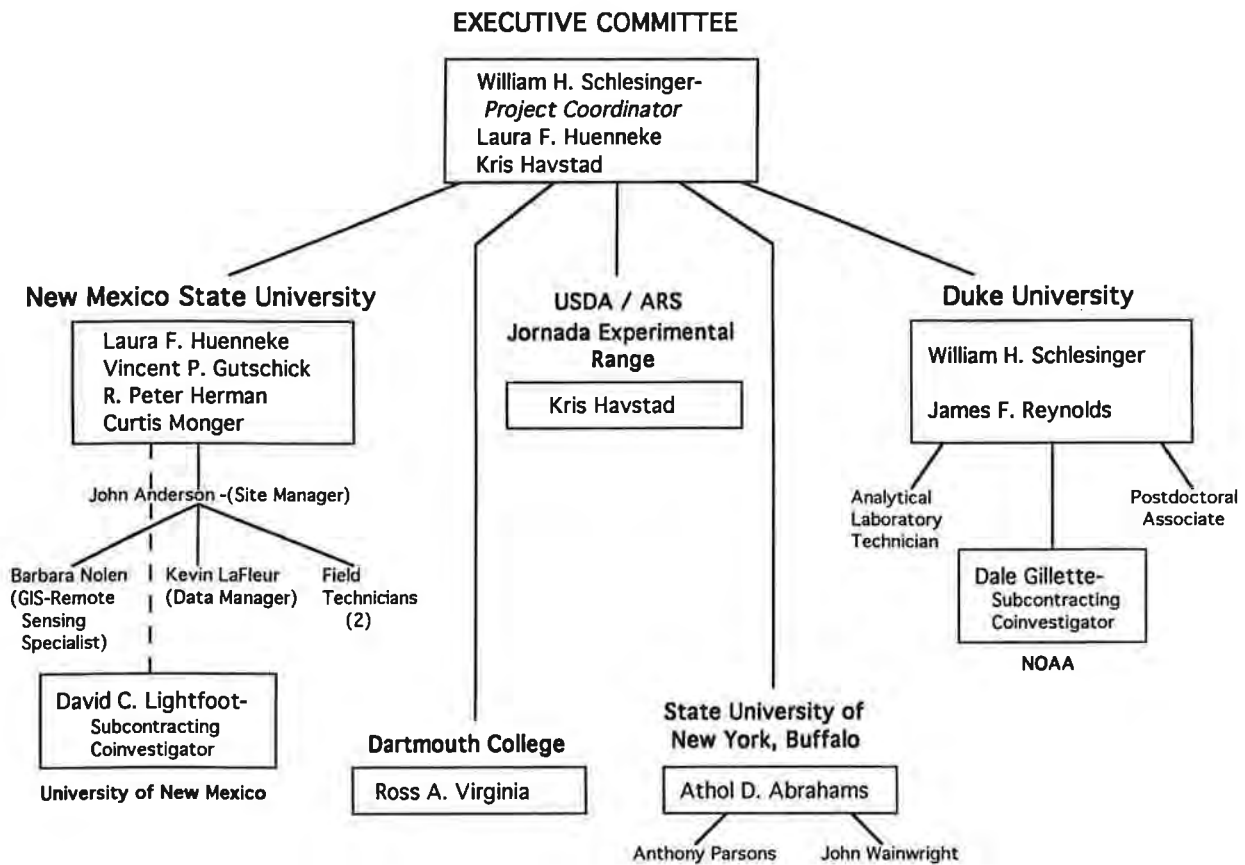 EXECUTIVE COMMITTEE
William H. Schlesinger-
Project Coordinator
Laura F. Huenneke
Kris Havstad
New Mexico State University
Laura F. Huenneke
Vincent P. Gutschick
R. Peter Herman
Curtis Monger
John Anderson -(Site Manager)
Barbara Nolen
(GIS-Remote
Sensing
Specialist)
Kevin LaFleur
(Data Manager)
Field
Technicians
(2)
David C. Lightfoot-
Subcontracting
Coinvestigator
University of New Mexico
Dartmouth College
Ross A. Virginia
USDA / ARS
Jornada Experimental
Range
Kris Havstad
State University of
New York, Buffalo
Athol D. Abrahams
Anthony Parsons
John Wainwright
Duke University
William H. Schlesinger
James F. Reynolds
Analytical
Laboratory
Technician
Dale Gillette-
Subcontracting
Coinvestigator
NOAA
Postdoctoral
Associate